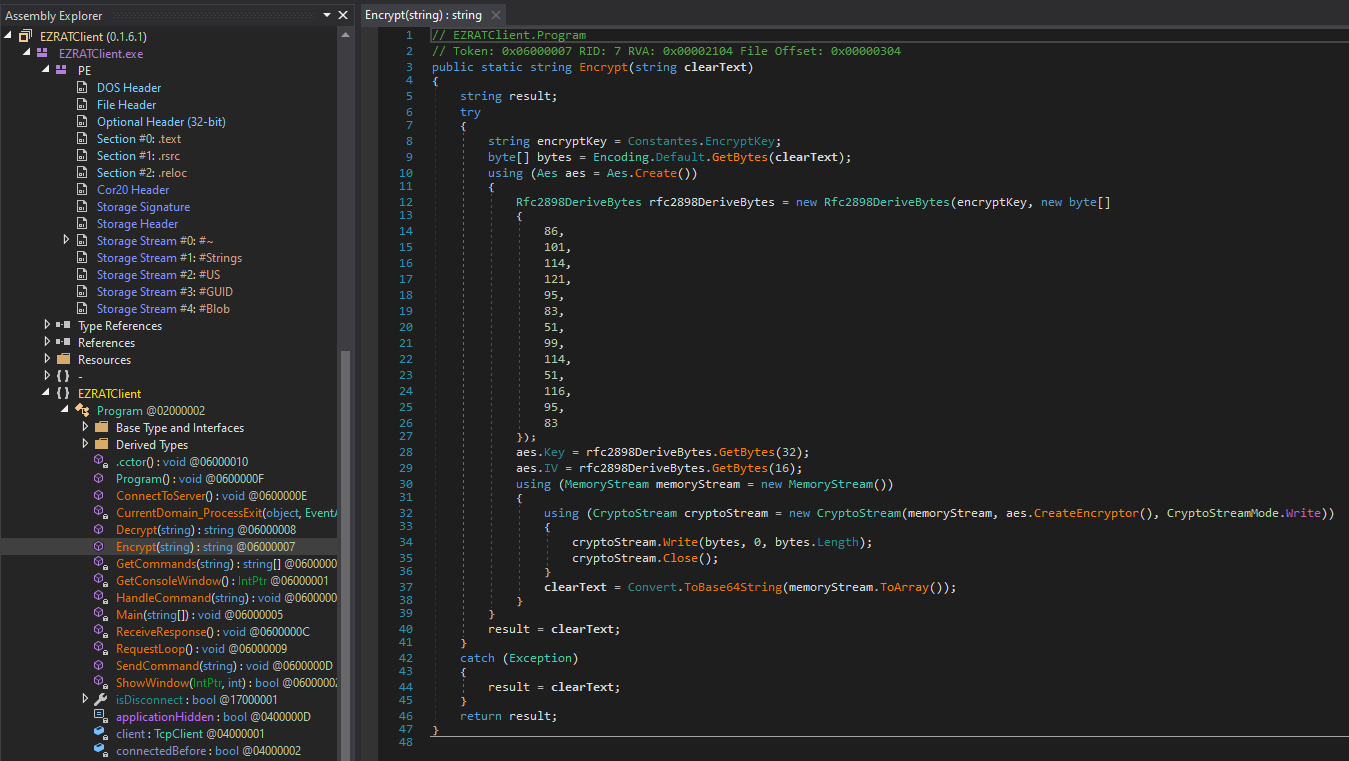 Assembly Explorer
EZRATClient (0.1.6.1)
EZRATClient.exe
PE
DOS Header
File Header
Optional Header (32-bit)
Section #0: .text
Section #1: .rsrc
Section #2: .reloc
Cor20 Header
Storage Signature
Storage Header
Storage Stream #0: #~
Storage Stream #1: #Strings
Storage Stream #2: #US
Storage Stream #3: #GUID
Storage Stream #4: #Blob
Type References
References
Resources
{ } -
{ } EZRATClient
Program @02000002
Base Type and Interfaces
Derived Types
.cctor() : void @06000010
Program() : void @0600000F
ConnectToServer() : void @0600000E
CurrentDomain_ProcessExit(object, EventA
Decrypt(string) : string @06000008
Encrypt(string) : string @06000007
GetCommands(string) : string[] @0600000
GetConsoleWindow() : IntPtr @06000001
HandleCommand(string) : void @0600000
Main(string[]) : void @06000005
ReceiveResponse() : void @0600000C
RequestLoop() : void @06000009
SendCommand(string) : void @0600000D
ShowWindow(IntPtr, int) : bool @06000002
isDisconnect : bool @17000001
applicationHidden : bool @0400000D
client : TcpClient @04000001
connectedBefore : bool @04000002
Encrypt(string) : string
1 // EZRATClient.Program
2 // Token: 0x06000007 RID: 7 RVA: 0x00002104 File Offset: 0x00000304
3 public static string Encrypt(string clearText)
4 {
5 string result;
6 try
7 {
8 string encryptKey = Constantes.EncryptKey;
9 byte[] bytes = Encoding.Default.GetBytes(clearText);
10 using (Aes aes = Aes.Create())
11 {
12 Rfc2898DeriveBytes rfc2898DeriveBytes = new Rfc2898DeriveBytes(encryptKey, new byte[]
13 {
14 86,
15 101,
16 114,
17 121,
18 95,
19 83,
20 51,
21 99,
22 114,
23 51,
24 116,
25 95,
26 83
27 });
28 aes.Key = rfc2898DeriveBytes.GetBytes(32);
29 aes.IV = rfc2898DeriveBytes.GetBytes(16);
30 using (MemoryStream memoryStream = new MemoryStream())
31 {
32 using (CryptoStream cryptoStream = new CryptoStream(memoryStream, aes.CreateEncryptor(), CryptoStreamMode.Write))
33 {
34 cryptoStream.Write(bytes, 0, bytes.Length);
35 cryptoStream.Close();
36 }
37 clearText = Convert.ToBase64String(memoryStream.ToArray());
38 }
39 }
40 result = clearText;
41 }
42 catch (Exception)
43 {
44 result = clearText;
45 }
46 return result;
47 }
48